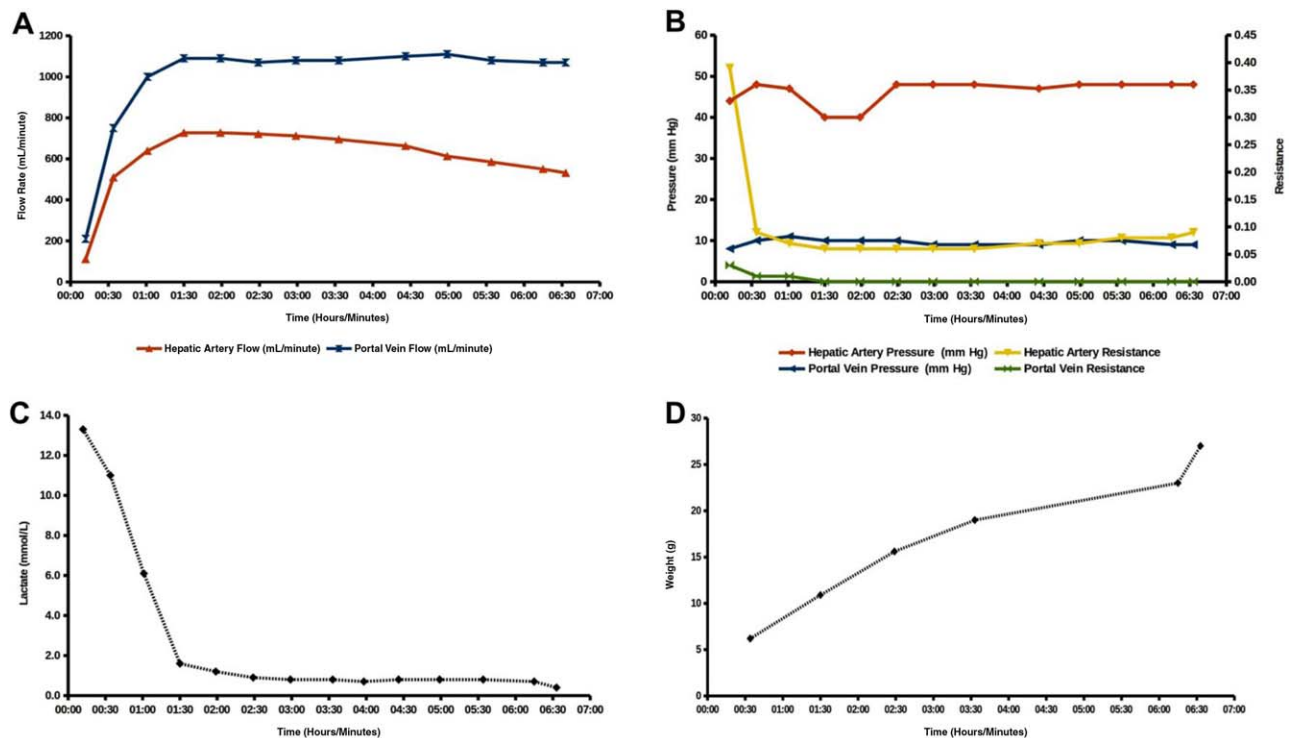 A
1200
1000
800
600
400
200
0
Flow Rate (mL/minute)
00:00 00:30 01:00 01:30 02:00 02:30 03:00 03:30 04:00 04:30 05:00 05:30 06:00 06:30 07:00
Time (Hours/Minutes)
Hepatic Artery Flow (mL/minute) Portal Vein Flow (mL/minute)
B
60
50
40
30
20
10
0
Pressure (mm Hg)
0.45
0.40
0.35
0.30
0.25
0.20
0.15
0.10
0.05
0.00
Resistance
00:00 00:30 01:00 01:30 02:00 02:30 03:00 03:30 04:00 04:30 05:00 05:30 06:00 06:30 07:00
Time (Hours/Minutes)
Hepatic Artery Pressure (mm Hg) Hepatic Artery Resistance
Portal Vein Pressure (mm Hg) Portal Vein Resistance
C
14.0
12.0
10.0
8.0
6.0
4.0
2.0
0.0
Lactate (mmol/L)
00:00 00:30 01:00 01:30 02:00 02:30 03:00 03:30 04:00 04:30 05:00 05:30 06:00 06:30 07:00
Time (Hours/Minutes)
D
30
25
20
15
10
5
0
Weight (g)
00:00 00:30 01:00 01:30 02:00 02:30 03:00 03:30 04:00 04:30 05:00 05:30 06:00 06:30 07:00
Time (Hours/Minutes)